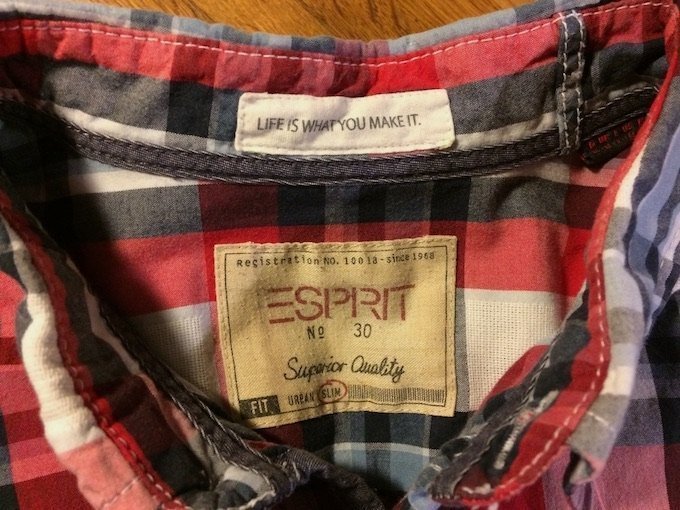 LIFE IS WHAT YOU MAKE IT.
Registration NO. 10018 - since 1968
ESPRIT
Nº 30
Superior Quality
FIT URBAN SLIM